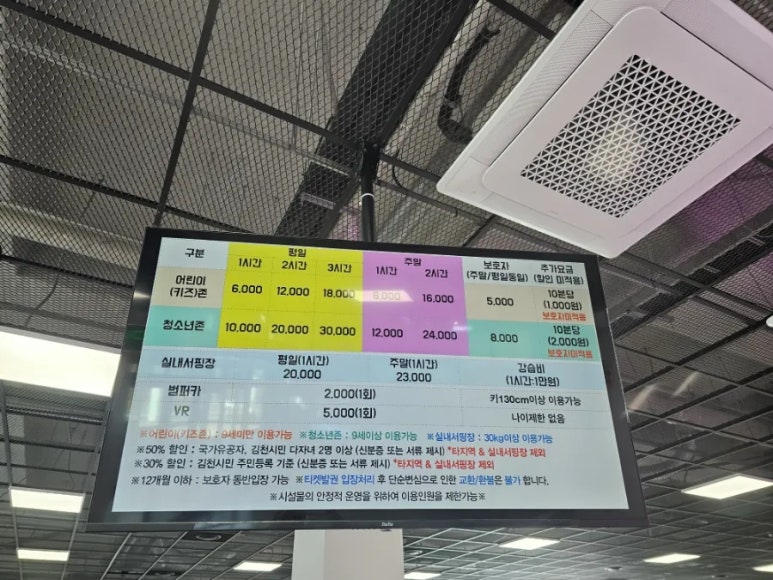 구분 평일 주말 보호자 (주말/평일동일) 추가요금 (할인 미적용)
1시간 2시간 3시간 1시간 2시간
어린이 (키즈)존 6,000 12,000 18,000 8,000 16,000 5,000 10분당 (1,000원) 보호자미적용
청소년존 10,000 20,000 30,000 12,000 24,000 8,000 10분당 (2,000원) 보호자미적용
실내서핑장 평일(1시간) 20,000 주말(1시간) 23,000 강습비 (1시간:1만원)
범퍼카 2,000(1회) 키130cm이상 이용가능
VR 5,000(1회) 나이제한 없음
※어린이(키즈존) : 9세미만 이용가능 ※청소년존 : 9세이상 이용가능 ※실내서핑장 : 30kg이상 이용가능
※50% 할인 : 국가유공자, 김천시민 다자녀 2명 이상 (신분증 또는 서류 제시) *타지역 & 실내서핑장 제외
※30% 할인 : 김천시민 주민등록 기준 (신분증 또는 서류 제시) *타지역 & 실내서핑장 제외
※12개월 이하 : 보호자 동반입장 가능 ※티켓발권 입장처리 후 단순변심으로 인한 교환/환불은 불가 합니다.
※시설물의 안정적 운영을 위하여 이용인원을 제한가능※